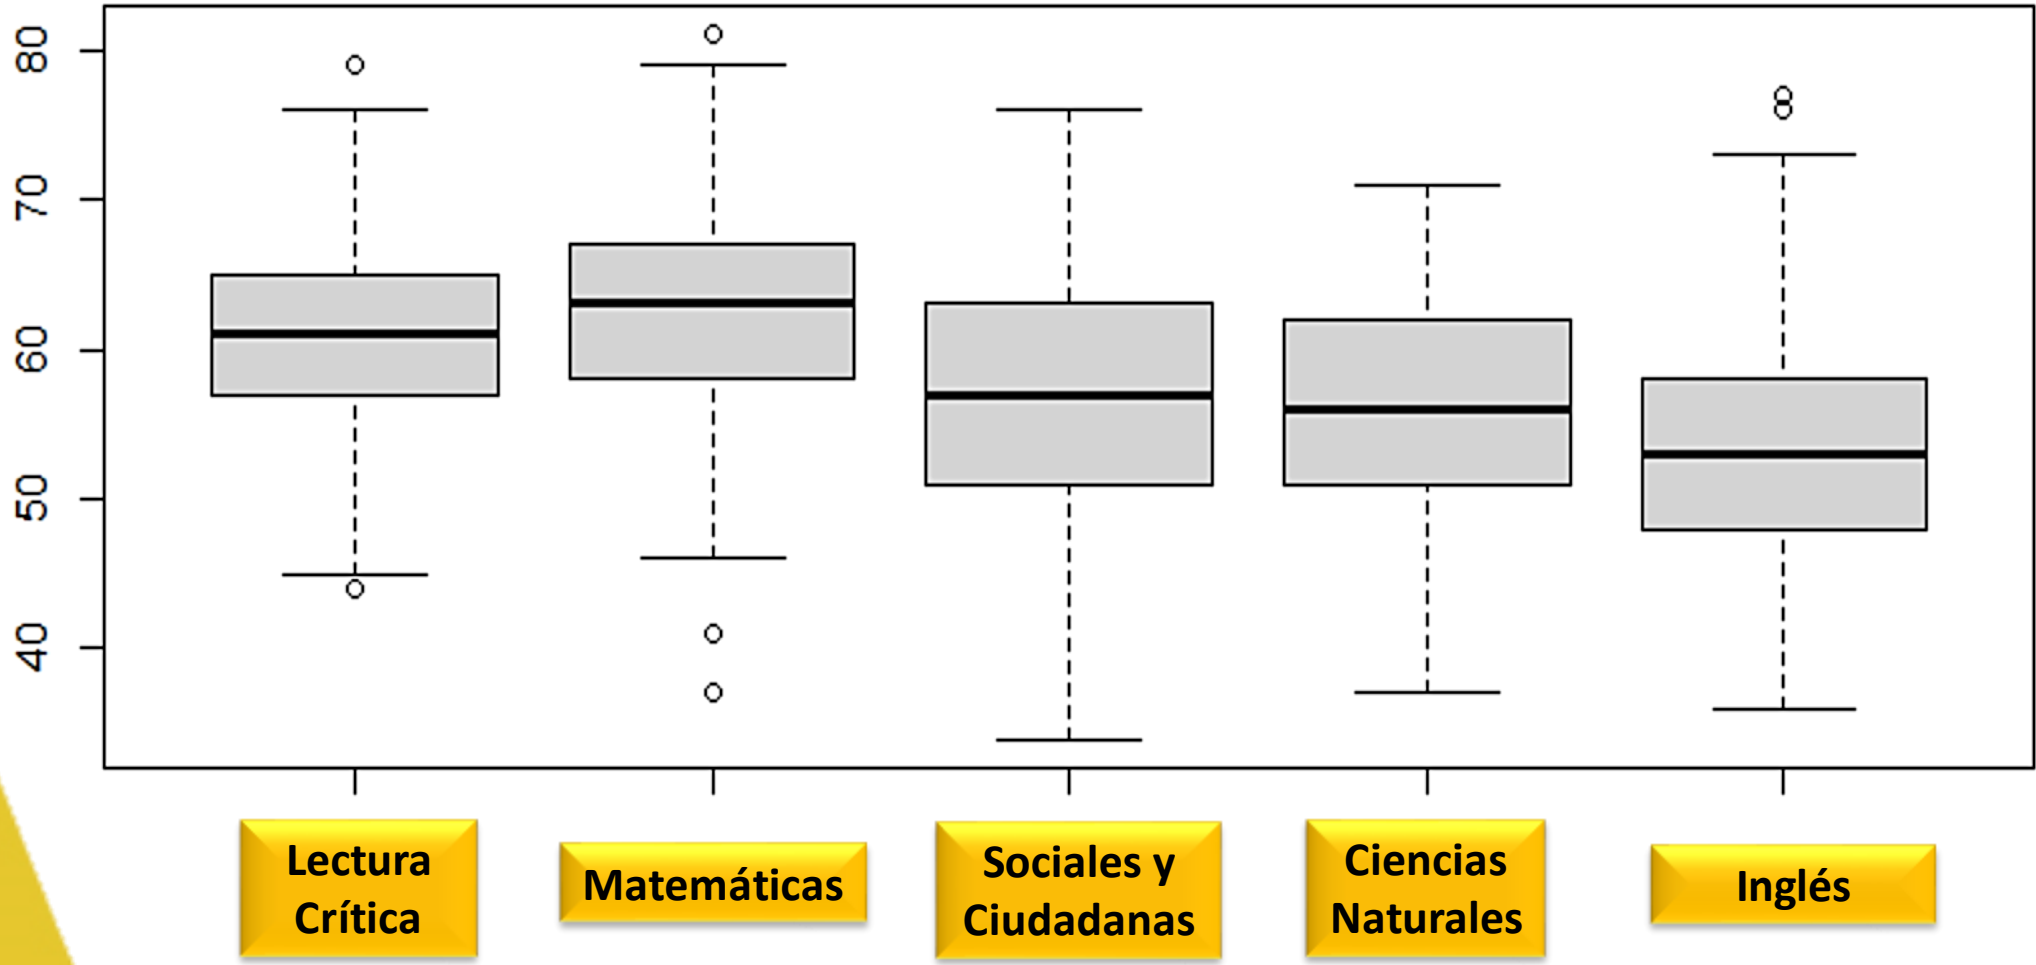 80
70
60
50
40
Lectura
Crítica
Matemáticas
Sociales y
Ciudadanas
Ciencias
Naturales
Inglés